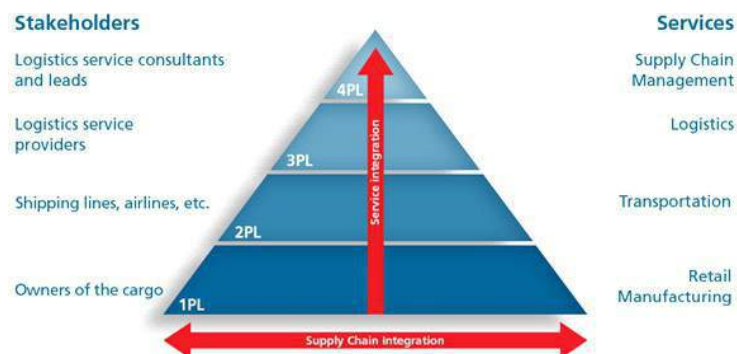 Stakeholders
Services
Logistics service consultants
and leads
Supply Chain
Management
4PL
Logistics service
providers
Logistics
3PL
Service integration
Shipping lines, airlines, etc.
Transportation
2PL
Owners of the cargo
Retail
Manufacturing
1PL
Supply Chain Integration